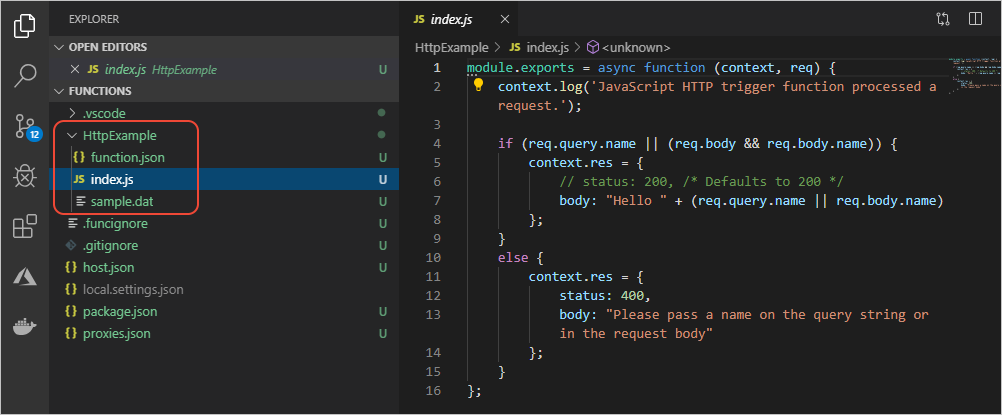 EXPLORER
OPEN EDITORS
JS index.js HttpExample U
FUNCTIONS
.vscode
HttpExample
{} function.json U
JS index.js U
sample.dat U
.funcignore U
.gitignore U
{} host.json U
{} local.settings.json
{} package.json U
{} proxies.json U
12
JS index.js
HttpExample > JS index.js > <unknown>
1 module.exports = async function (context, req) {
2 context.log('JavaScript HTTP trigger function processed a
request.');
3
4 if (req.query.name || (req.body && req.body.name)) {
5 context.res = {
6 // status: 200, /* Defaults to 200 */
7 body: "Hello " + (req.query.name || req.body.name)
8 };
9 }
10 else {
11 context.res = {
12 status: 400,
13 body: "Please pass a name on the query string or
in the request body"
14 };
15 }
16 };